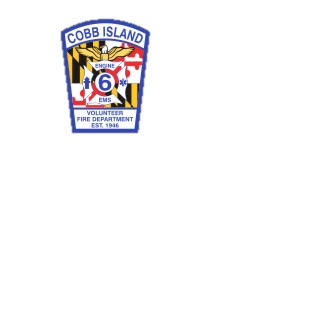 COBB ISLAND
ENGINE
6
EMS
VOLUNTEER
FIRE DEPARTMENT
EST. 1946